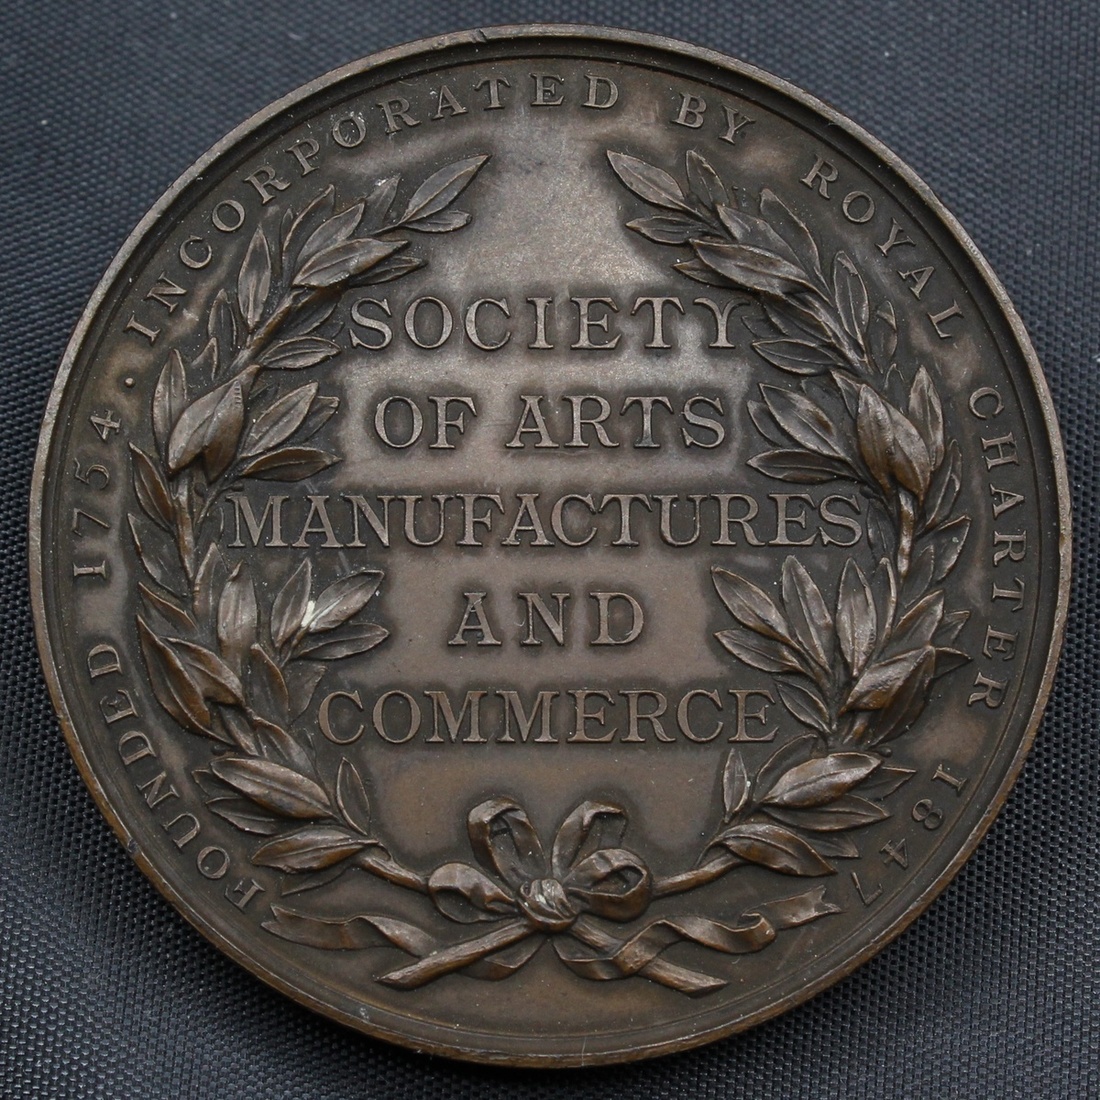 FOUNDED 1754 · INCORPORATED BY ROYAL CHARTER 1847
SOCIETY
OF ARTS
MANUFACTURES
AND
COMMERCE